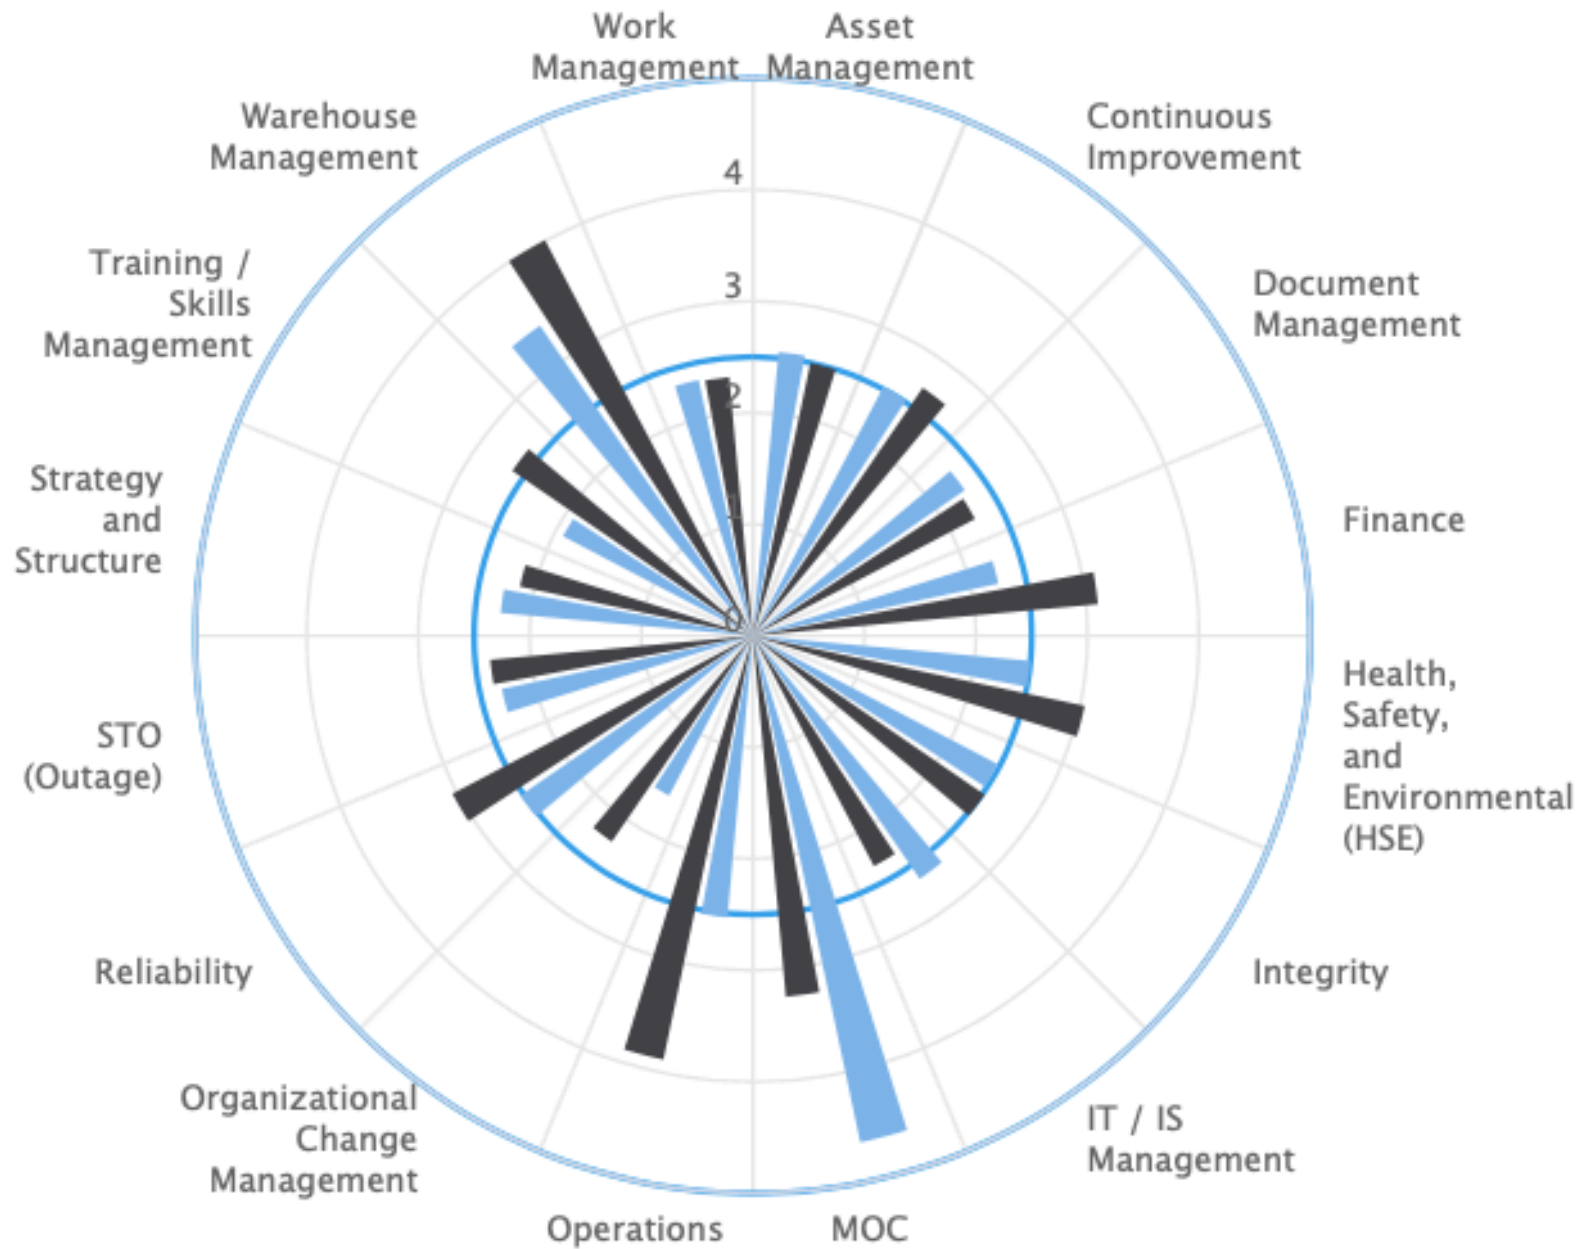 Work
Management
Asset
Management
Continuous
Improvement
Document
Management
Finance
Health,
Safety,
and
Environmental
(HSE)
Integrity
IT / IS
Management
MOC
Operations
Organizational
Change
Management
Reliability
STO
(Outage)
Strategy
and
Structure
Training /
Skills
Management
Warehouse
Management
4
3
2
1
0